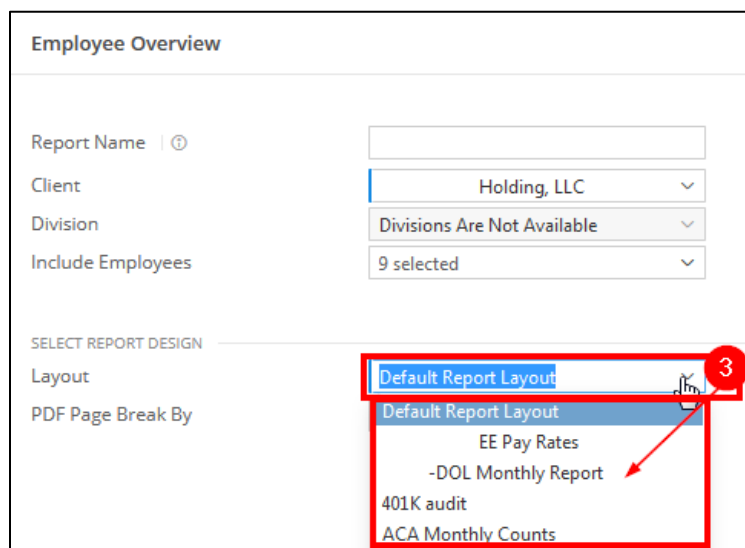 Employee Overview
Report Name
Client Holding, LLC
Division Divisions Are Not Available
Include Employees 9 selected
SELECT REPORT DESIGN
Layout Default Report Layout 3
PDF Page Break By Default Report Layout
EE Pay Rates
-DOL Monthly Report
401K audit
ACA Monthly Counts